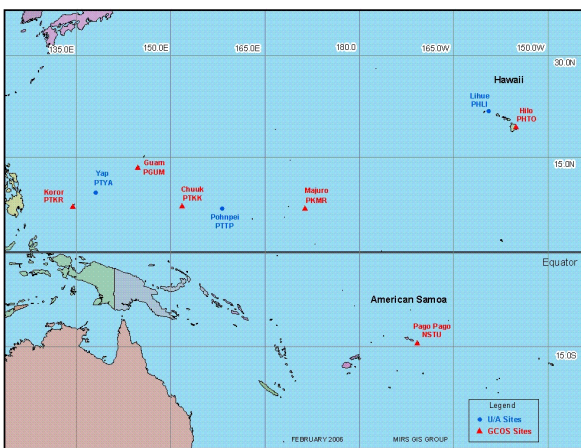 135.0E 150.0E 165.0E 180.0 165.0W 150.0W
30.0N
Hawaii
Lihue
PHLI
Hilo
PHTO
15.0N
Guam
PGUM
Yap
PTYA
Koror
PTKR
Chuuk
PTKK
Pohnpei
PTTP
Majuro
PKMR
Equator
American Samoa
Pago Pago
NSTU
15.0S
Legend
U/A Sites
GCOS Sites
FEBRUARY 2006 MIRS GIS GROUP